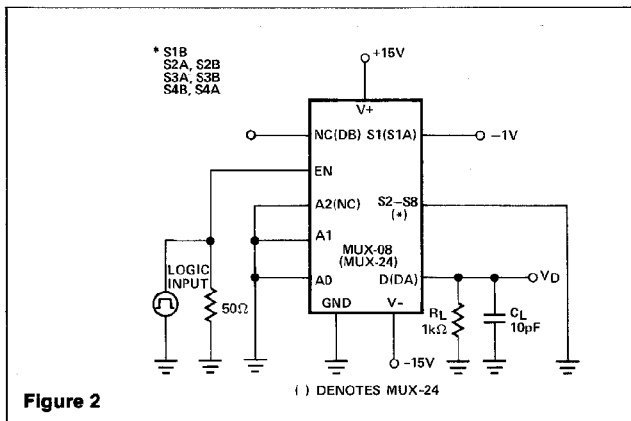 * S1B
S2A, S2B
S3A, S3B
S4B, S4A
+15V
V+
NC(DB) S1(S1A)
-1V
EN
A2(NC)
S2-S8
(*)
A1
MUX-08
(MUX-24)
LOGIC
INPUT
A0
D(DA)
VD
50Ω
GND
V-
RL
1kΩ
CL
10pF
-15V
( ) DENOTES MUX-24
Figure 2